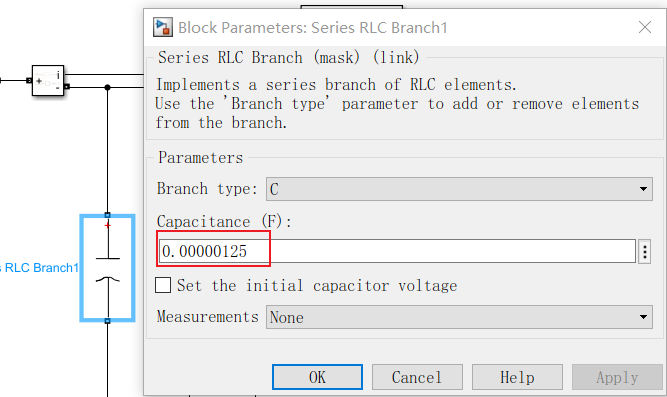 Block Parameters: Series RLC Branch1
Series RLC Branch (mask) (link)
Implements a series branch of RLC elements.
Use the 'Branch type' parameter to add or remove elements
from the branch.
Parameters
Branch type: C
Capacitance (F):
0.00000125
Set the initial capacitor voltage
Measurements None
OK Cancel Help Apply
+ i
-
+
s RLC Branch1